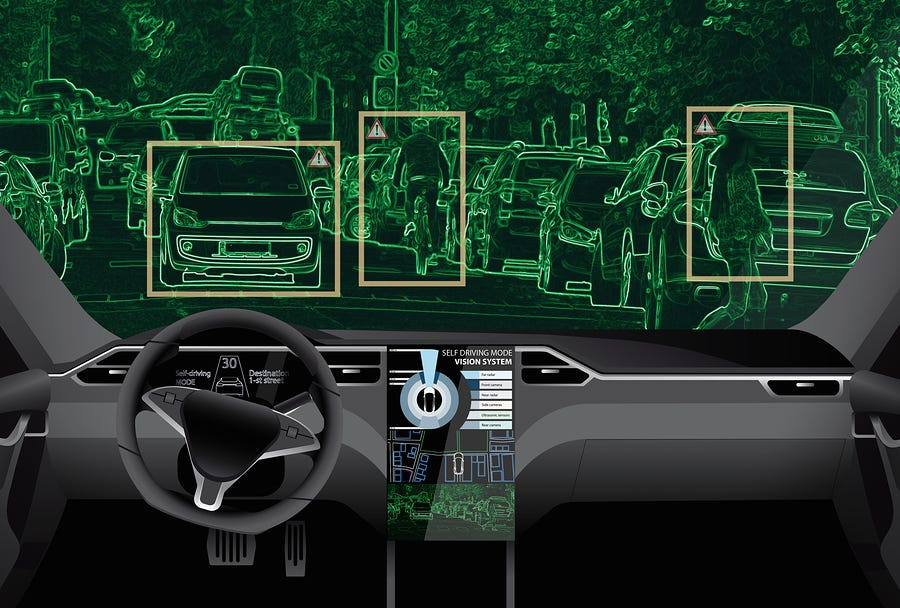 SELF DRIVING MODE
VISION SYSTEM
Far radar
Front camera
Near radar
Side cameras
Ultrasonic sensors
Rear camera
30
Self-driving
MODE
Destination
1-st street